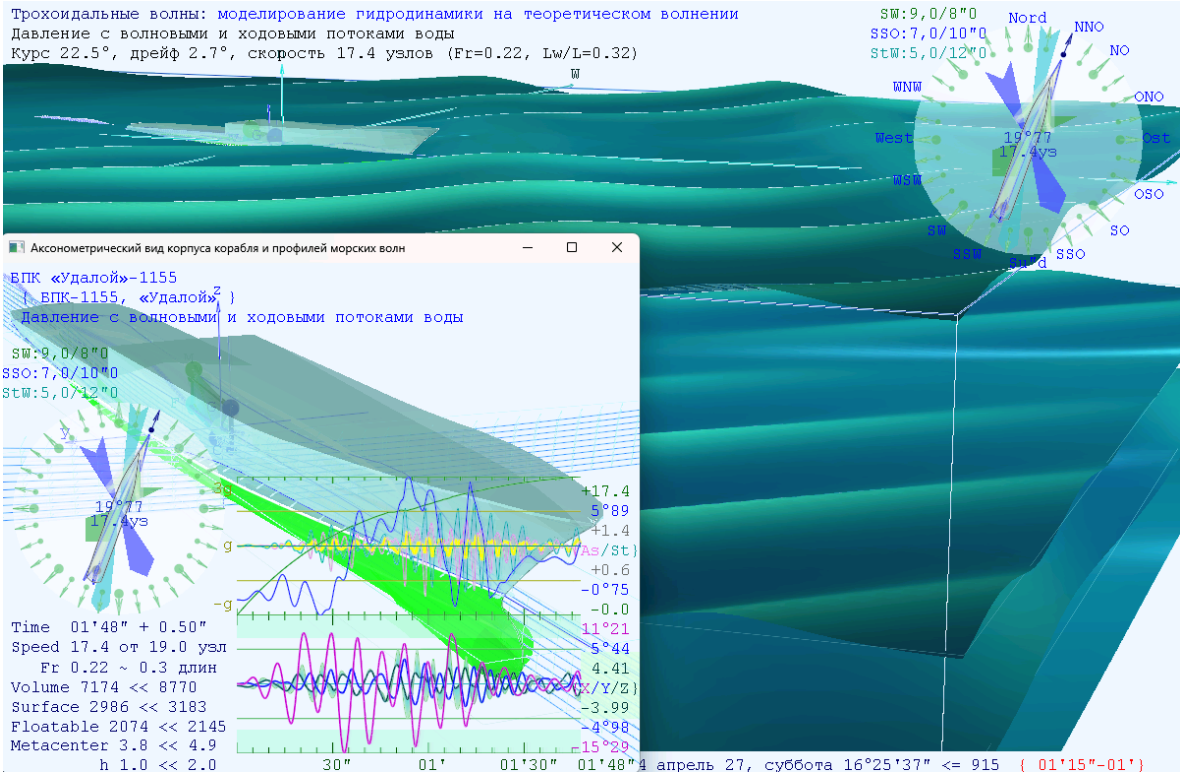 Трохоидальные волны: моделирование гидродинамики на теоретическом волнении
Давление с волновыми и ходовыми потоками воды
Курс 22.5°, дрейф 2.7°, скорость 17.4 узлов (Fr=0.22, Lw/L=0.32)
W
SW:9,0/8"0
SSO:7,0/10"0
StW:5,0/12"0
Nord
NNO
NO
ONO
Ost
OSO
SO
SSO
Su"d
SSW
SW
WSW
West
WNW
19°77
17.4уз
Аксонометрический вид корпуса корабля и профилей морских волн
БПК «Удалой»-1155
{ БПК-1155, «Удалой» }
z
Давление с волновыми и ходовыми потоками воды
SW:9,0/8"0
SSO:7,0/10"0
StW:5,0/12"0
y
19°77
17.4уз
3g
g
-g
+17.4
5°89
+1.4
{As/St}
+0.6
-0°75
-0.0
11°21
5°44
4.41
{X/Y/Z}
-3.99
-4°98
-15°29
Time 01'48" + 0.50"
Speed 17.4 от 19.0 узл
Fr 0.22 ~ 0.3 длин
Volume 7174 << 8770
Surface 2986 << 3183
Floatable 2074 << 2145
Metacenter 3.8 << 4.9
h 1.0 << 2.0
30" 01' 01'30" 01'48"
4 апрель 27, суббота 16°25'37" <= 915 { 01'15"-01'}